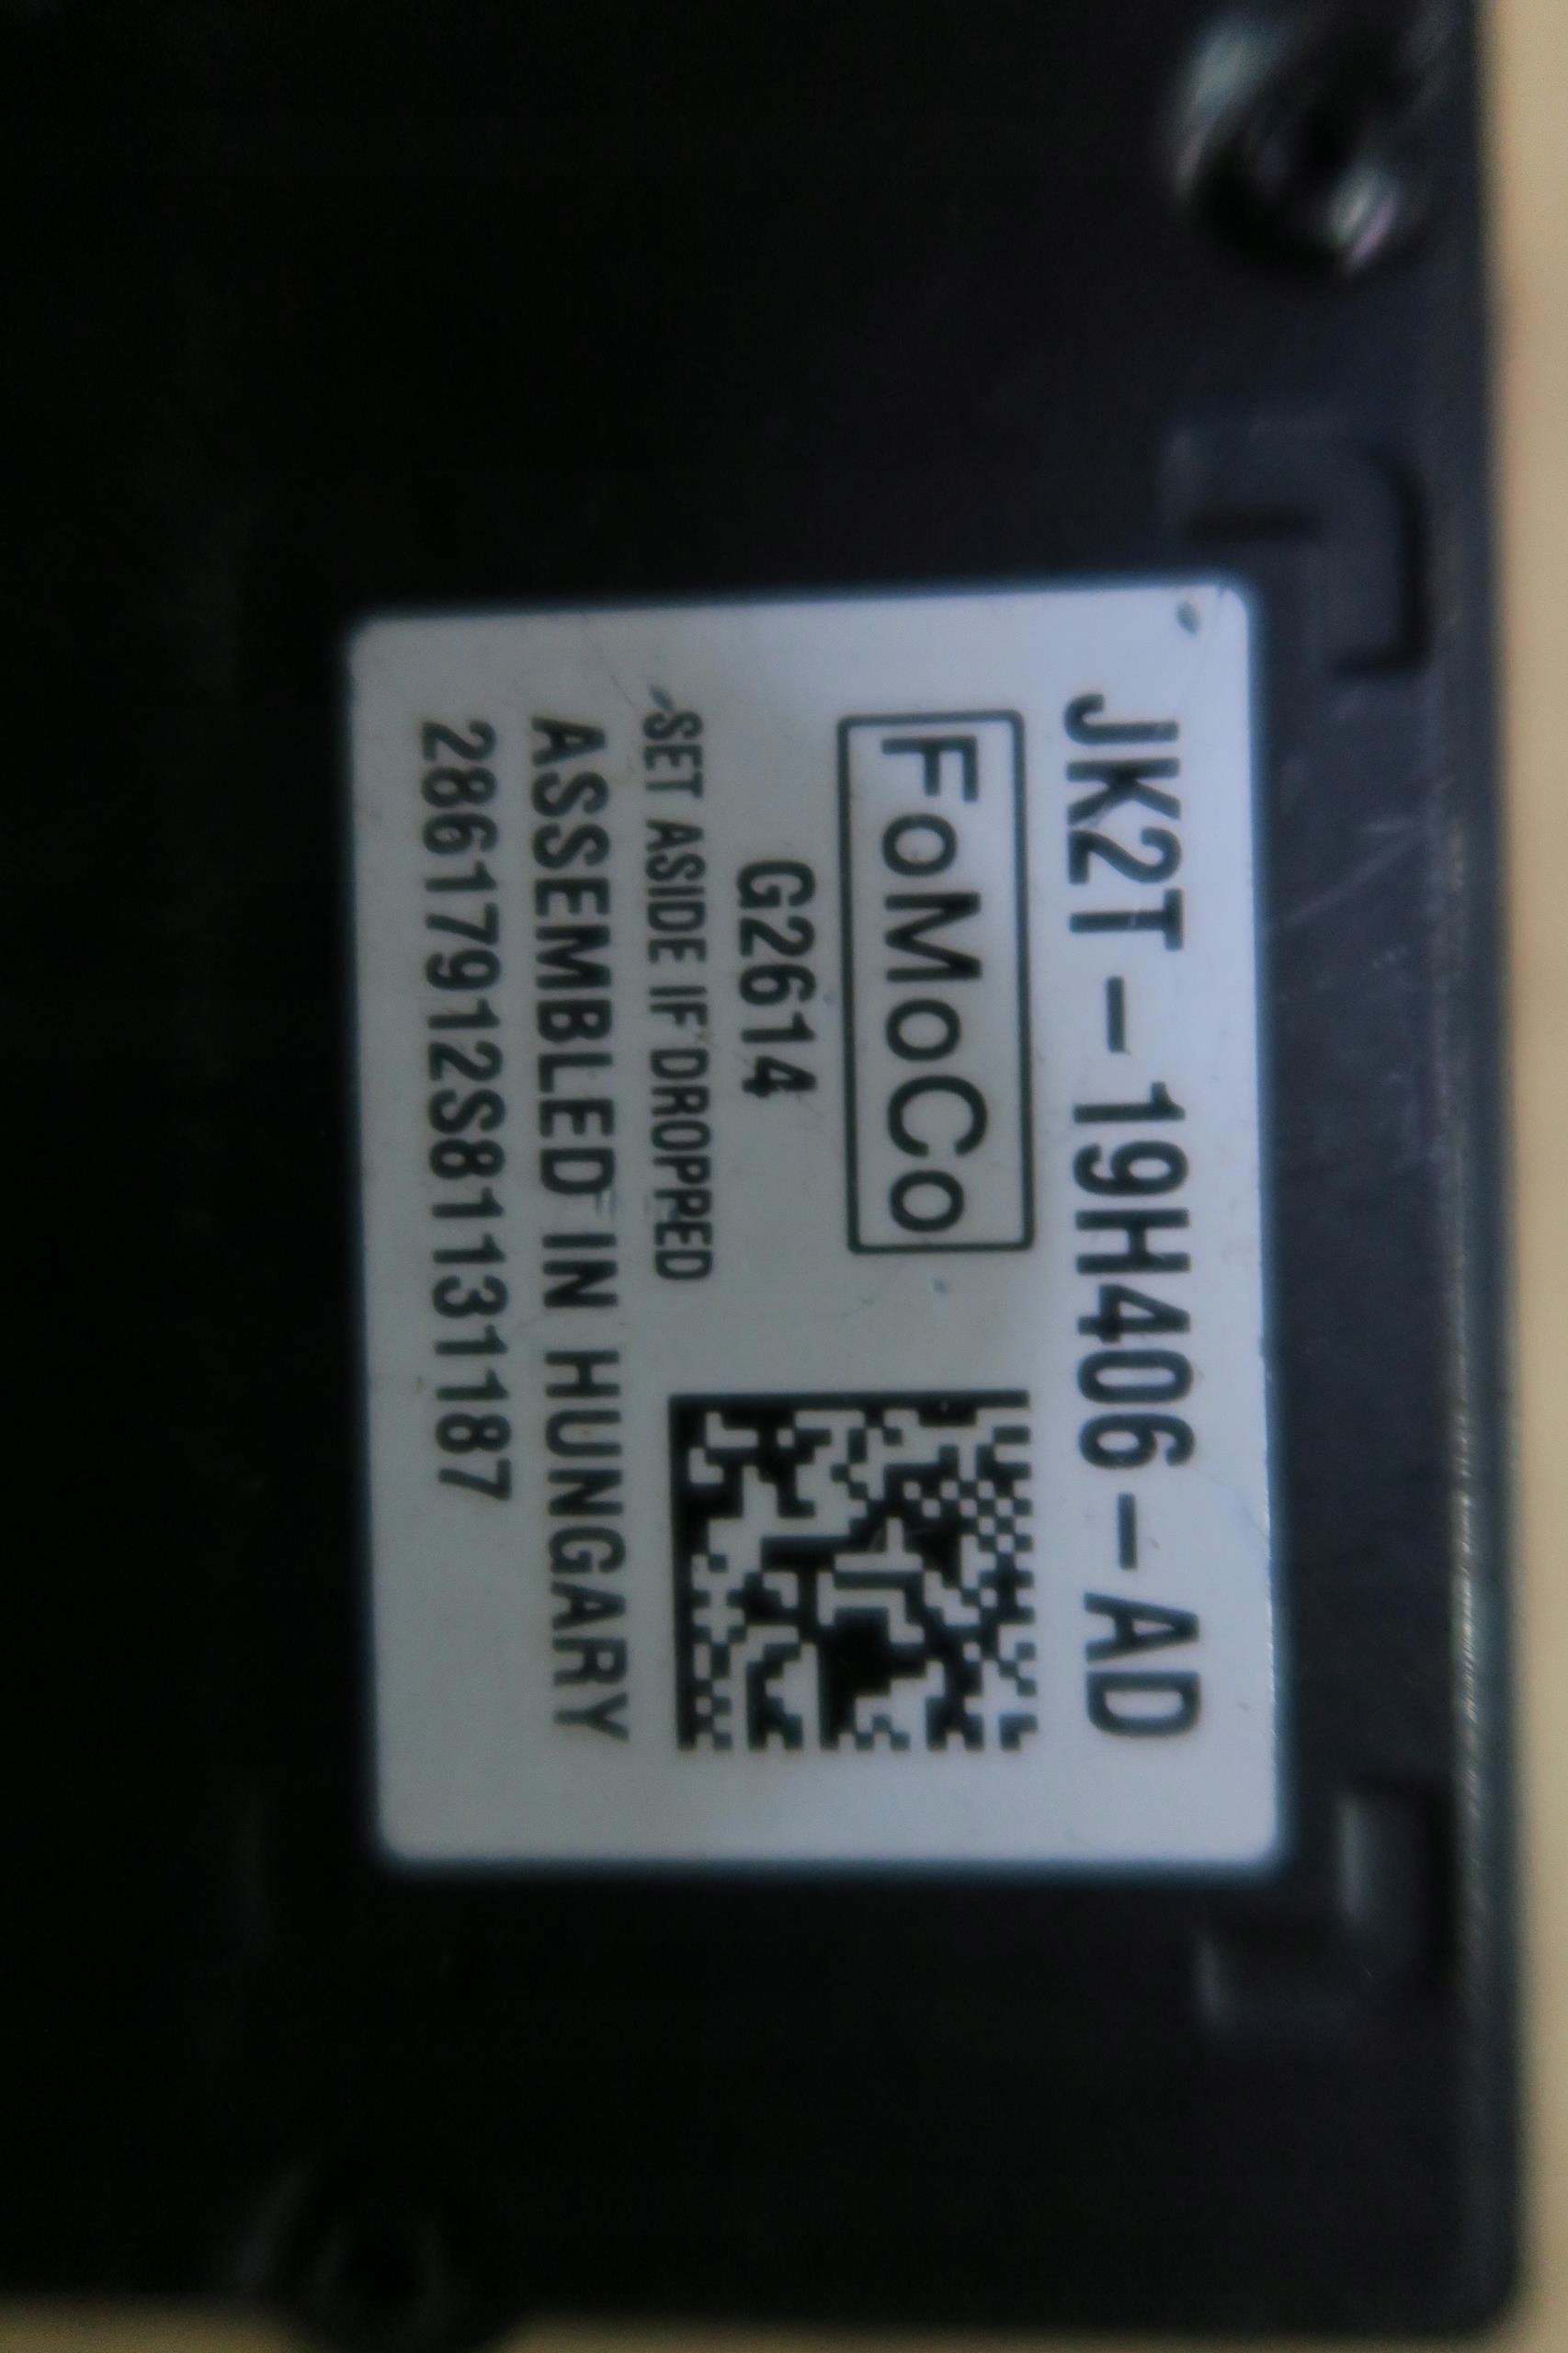 JK2T-19H406-AD
FoMoCo
G2614
SET ASIDE IF DROPPED
ASSEMBLED IN HUNGARY
28617912S81131187